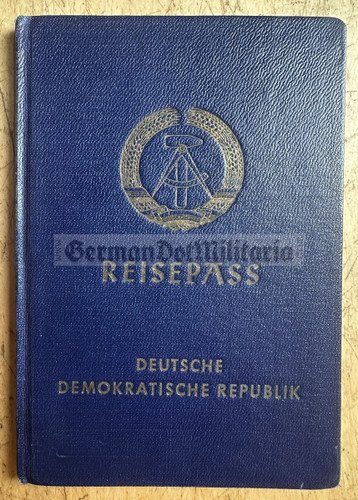 GermanDotMilitaria
REISEPASS
DEUTSCHE
DEMOKRATISCHE REPUBLIK